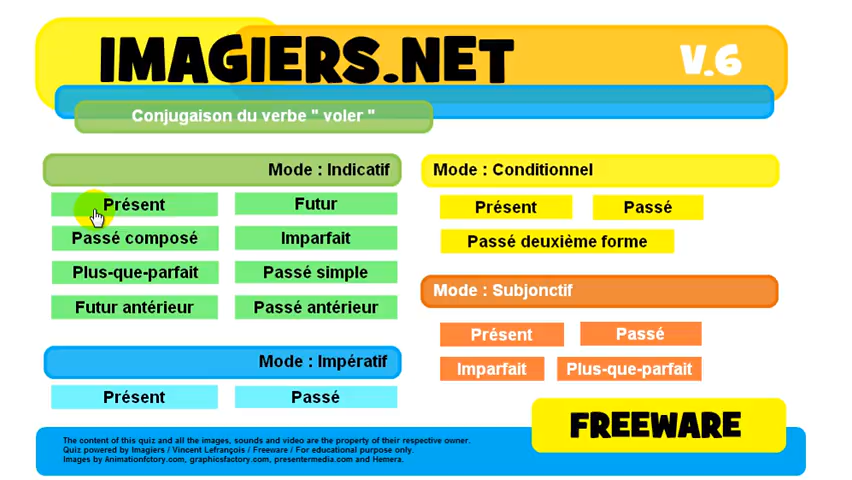 IMAGIERS.NET
V.6
Conjugaison du verbe " voler "
Mode : Indicatif
Présent
Futur
Passé composé
Imparfait
Plus-que-parfait
Passé simple
Futur antérieur
Passé antérieur
Mode : Impératif
Présent
Passé
Mode : Conditionnel
Présent
Passé
Passé deuxième forme
Mode : Subjonctif
Présent
Passé
Imparfait
Plus-que-parfait
FREEWARE
The content of this quiz and all the images, sounds and video are the property of their respective owner.
Quiz powered by Imagiers / Vincent Lefrançois / Freeware / For educational purpose only.
Images by Animationfctory.com, graphicsfactory.com, presentermedia.com and Hemera.